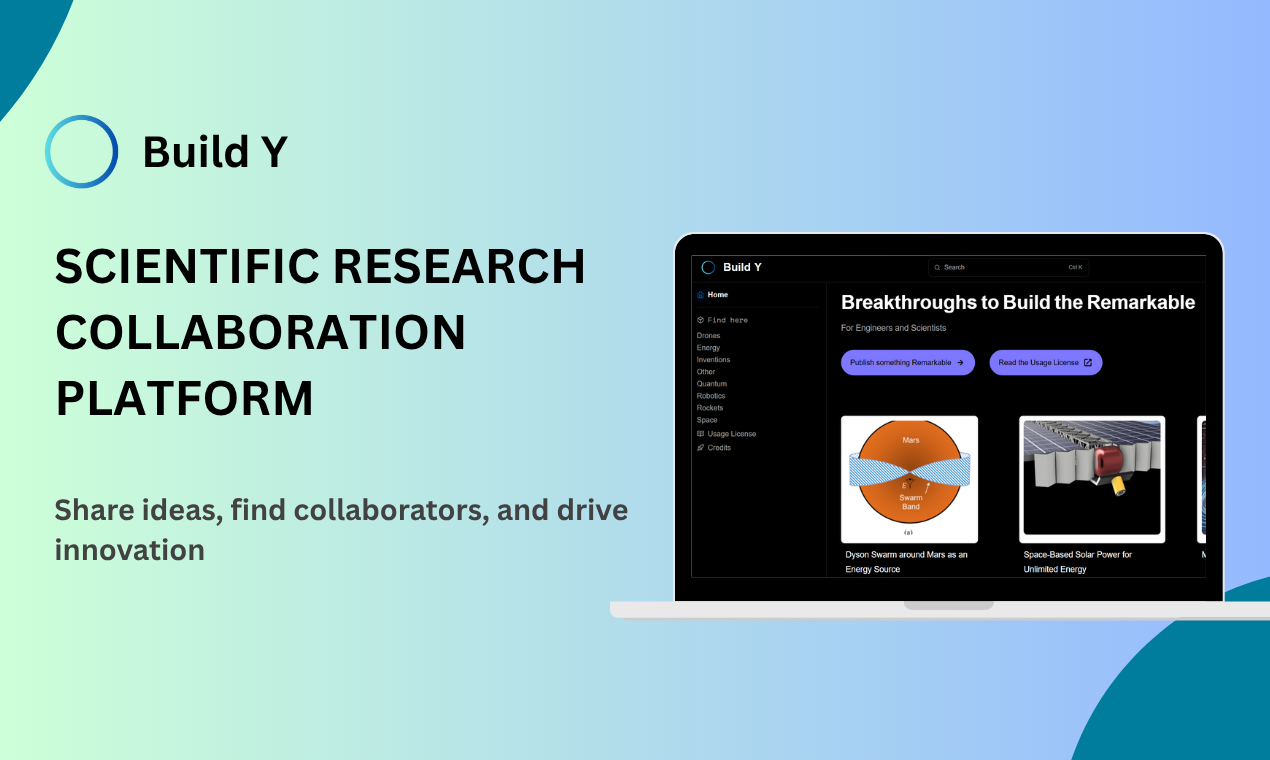 Build Y
SCIENTIFIC RESEARCH
COLLABORATION
PLATFORM
Share ideas, find collaborators, and drive
innovation
Build Y
Search
Ctrl K
Home
Find here
Drones
Energy
Inventions
Other
Quantum
Robotics
Rockets
Space
Usage License
Credits
Breakthroughs to Build the Remarkable
For Engineers and Scientists
Publish something Remarkable
Read the Usage License
Mars
E
Swarm
Band
(a)
Dyson Swarm around Mars as an
Energy Source
Space-Based Solar Power for
Unlimited Energy